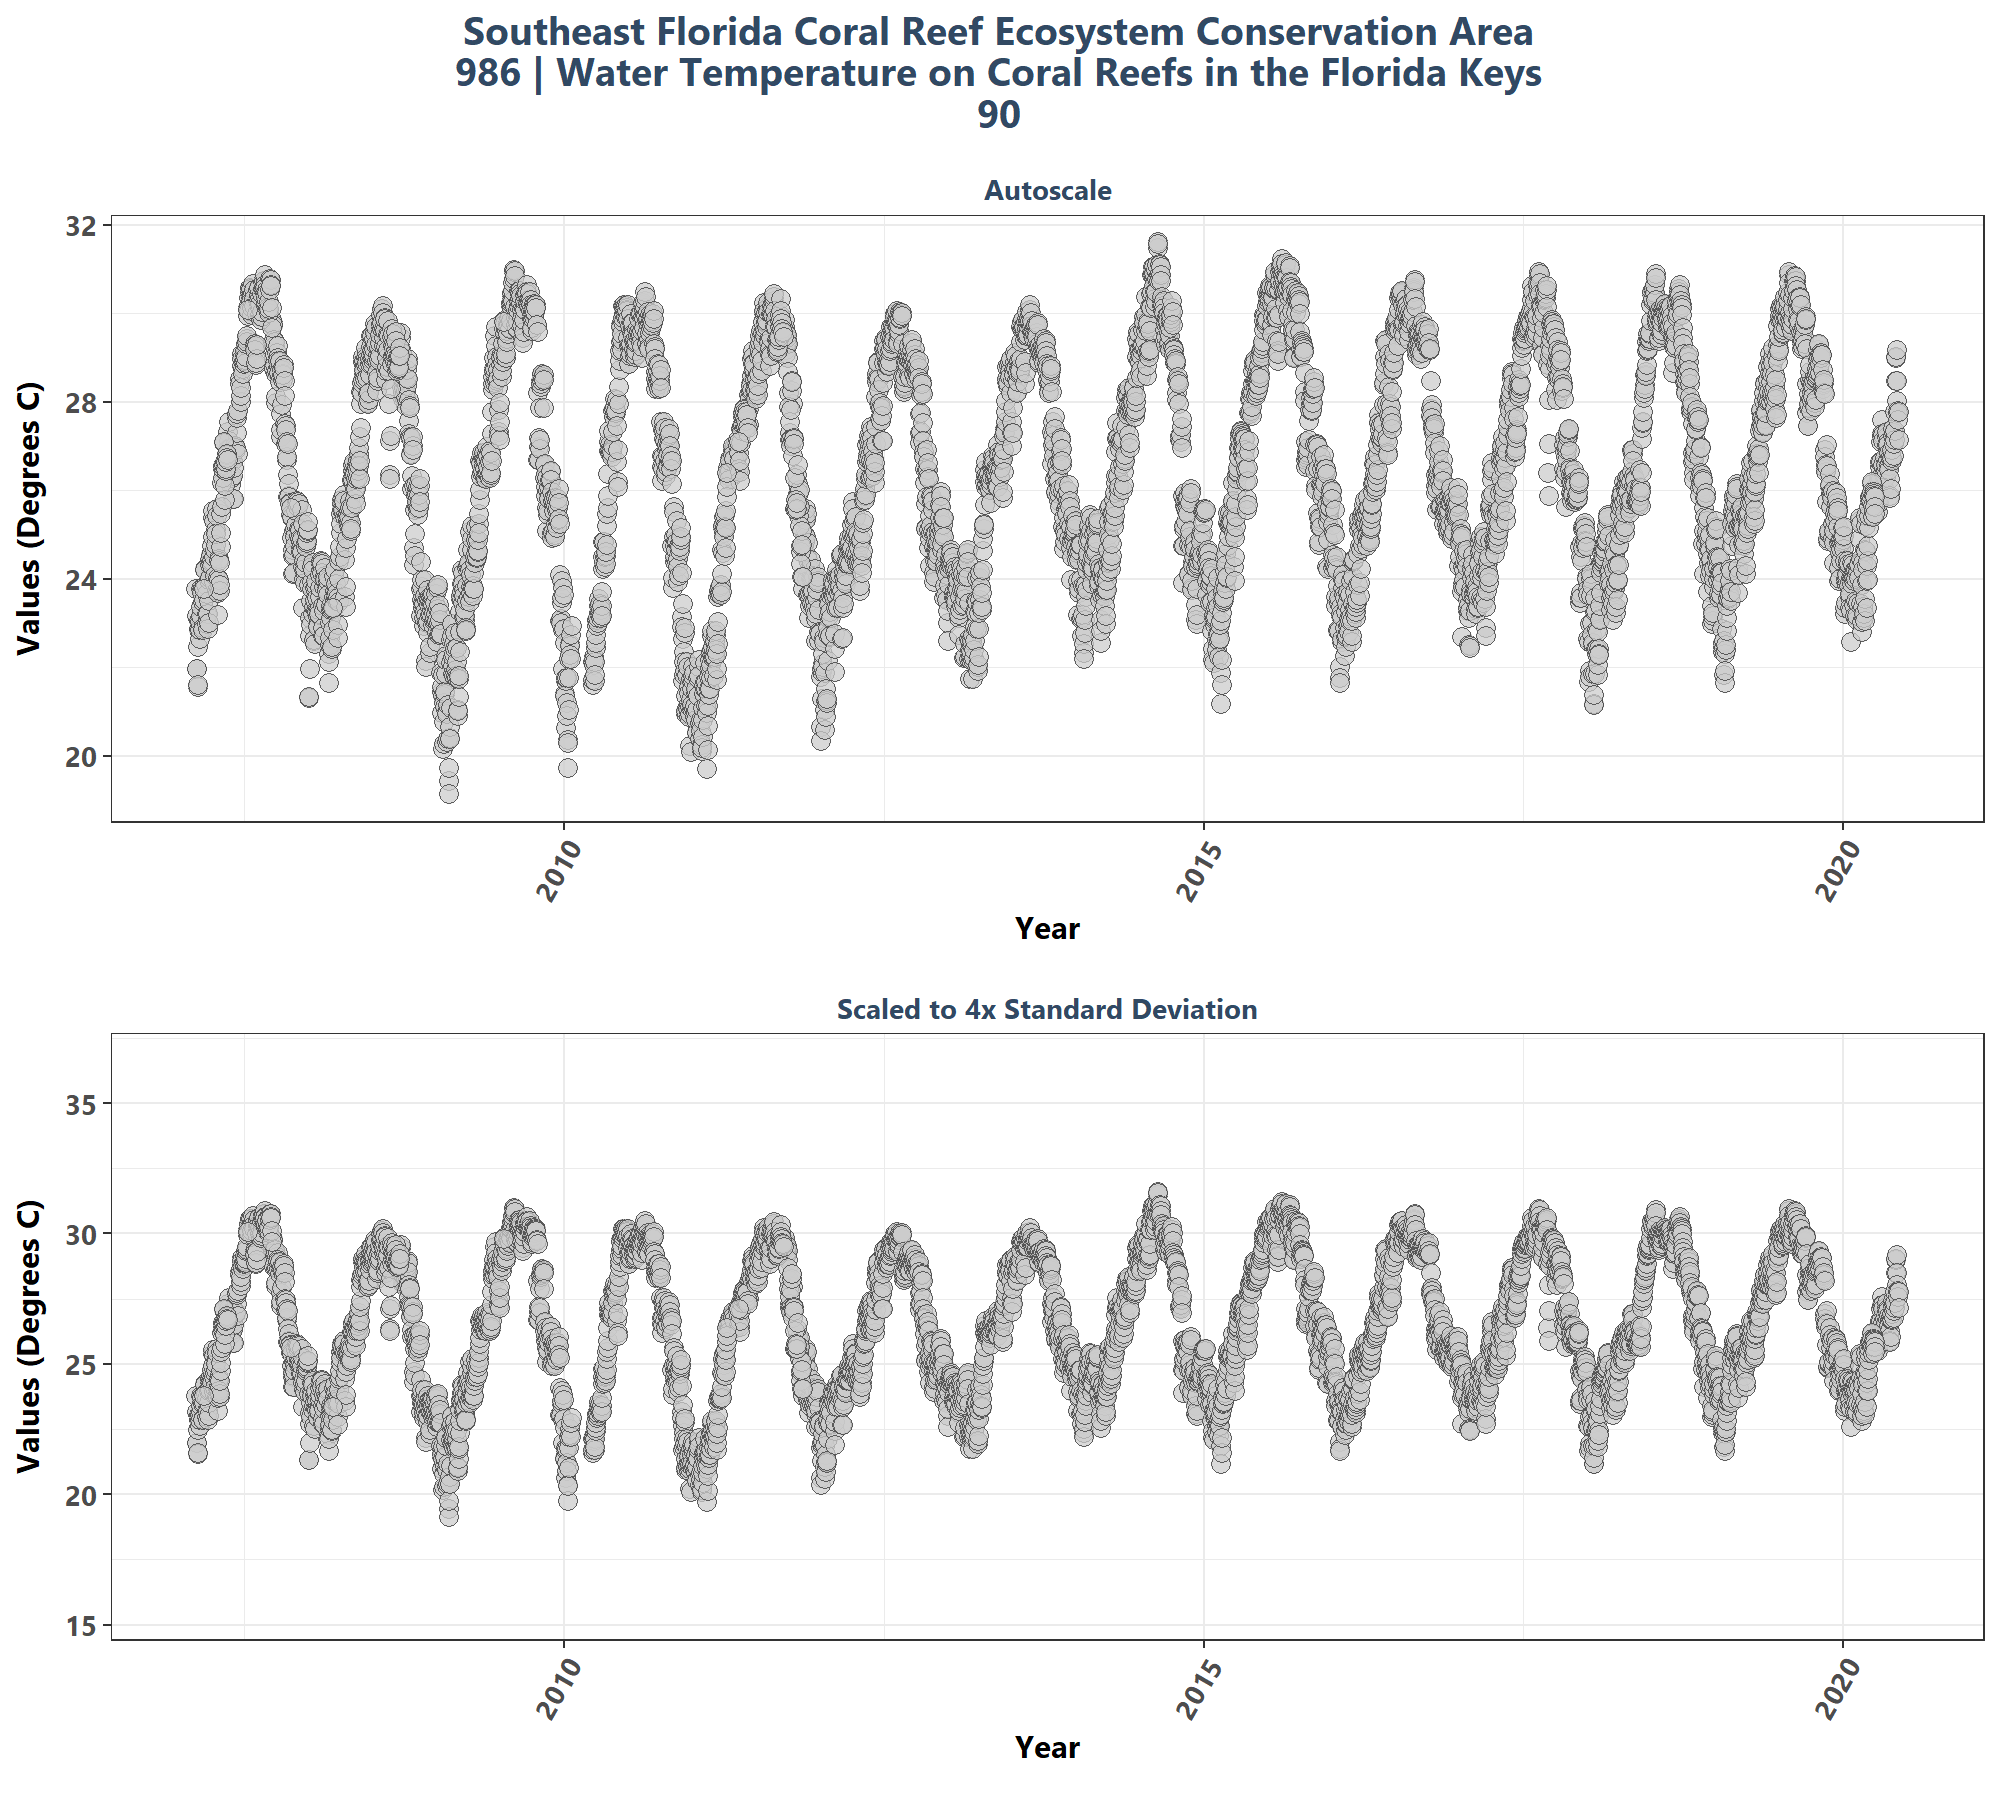 Southeast Florida Coral Reef Ecosystem Conservation Area
986 | Water Temperature on Coral Reefs in the Florida Keys
90
Autoscale
Values (Degrees C)
32
28
24
20
2010
2015
2020
Year
Scaled to 4x Standard Deviation
Values (Degrees C)
35
30
25
20
15
2010
2015
2020
Year